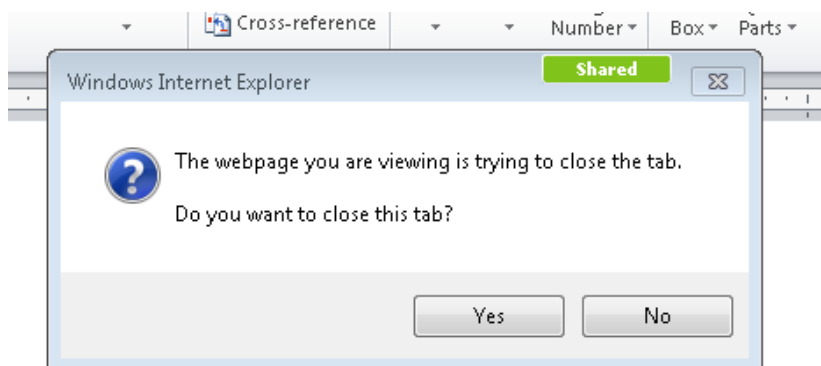 Cross-reference
Number
Box
Parts
Windows Internet Explorer
Shared
The webpage you are viewing is trying to close the tab.
Do you want to close this tab?
Yes
No